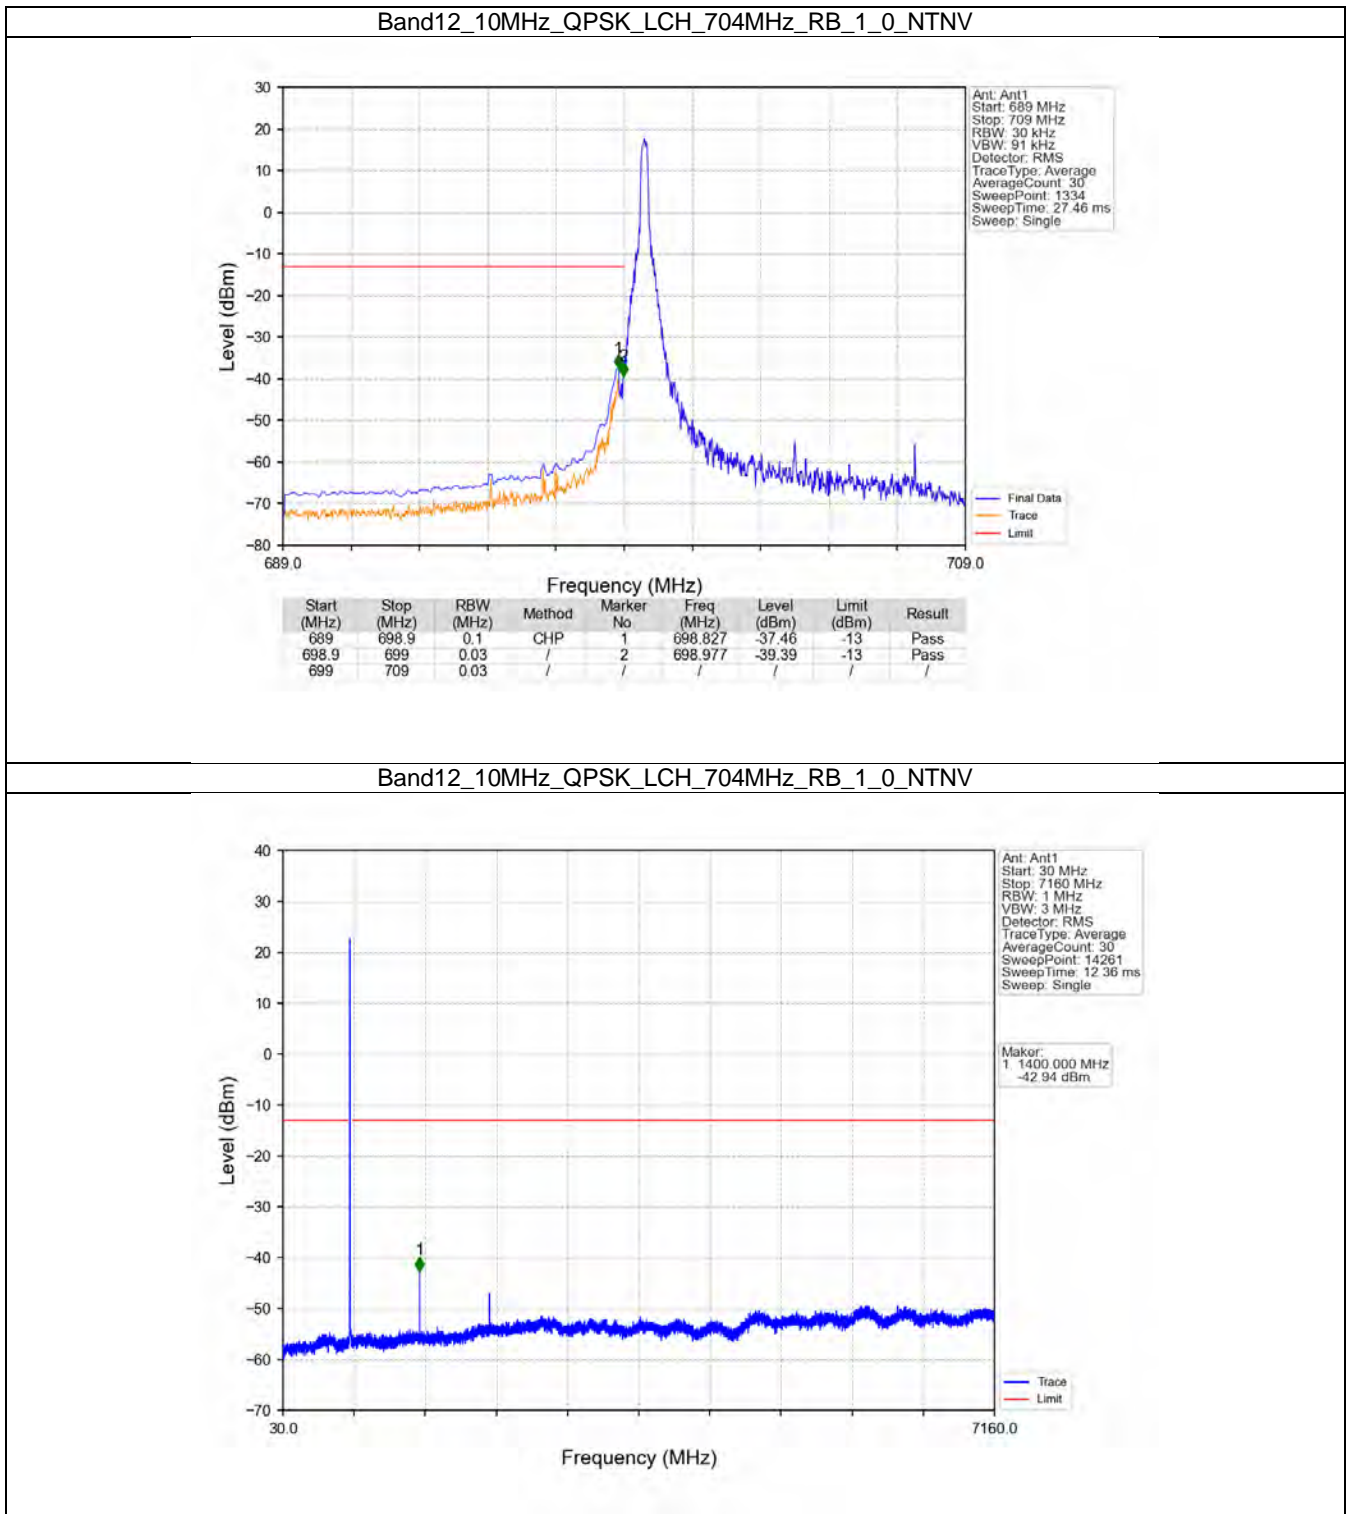 Band12_10MHz_QPSK_LCH_704MHz_RB_1_0_NTNV
Ant: Ant1
Start: 689 MHz
Stop: 709 MHz
RBW: 30 kHz
VBW: 91 kHz
Detector: RMS
TraceType: Average
AverageCount: 30
SweepPoint: 1334
SweepTime: 27.46 ms
Sweep: Single
30
20
10
0
−10
−20
−30
−40
−50
−60
−70
−80
Level (dBm)
1
2
Final Data
Trace
Limit
689.0 709.0
Frequency (MHz)
Start (MHz) Stop (MHz) RBW (MHz) Method Marker No Freq (MHz) Level (dBm) Limit (dBm) Result
689 698.9 0.1 CHP 1 698.827 -37.46 -13 Pass
698.9 699 0.03 / 2 698.977 -39.39 -13 Pass
699 709 0.03 / / / / / /
Band12_10MHz_QPSK_LCH_704MHz_RB_1_0_NTNV
Ant: Ant1
Start: 30 MHz
Stop: 7160 MHz
RBW: 1 MHz
VBW: 3 MHz
Detector: RMS
TraceType: Average
AverageCount: 30
SweepPoint: 14261
SweepTime: 12.36 ms
Sweep: Single
Maker:
1. 1400.000 MHz
-42.94 dBm
40
30
20
10
0
−10
−20
−30
−40
−50
−60
−70
Level (dBm)
1
Trace
Limit
30.0 7160.0
Frequency (MHz)